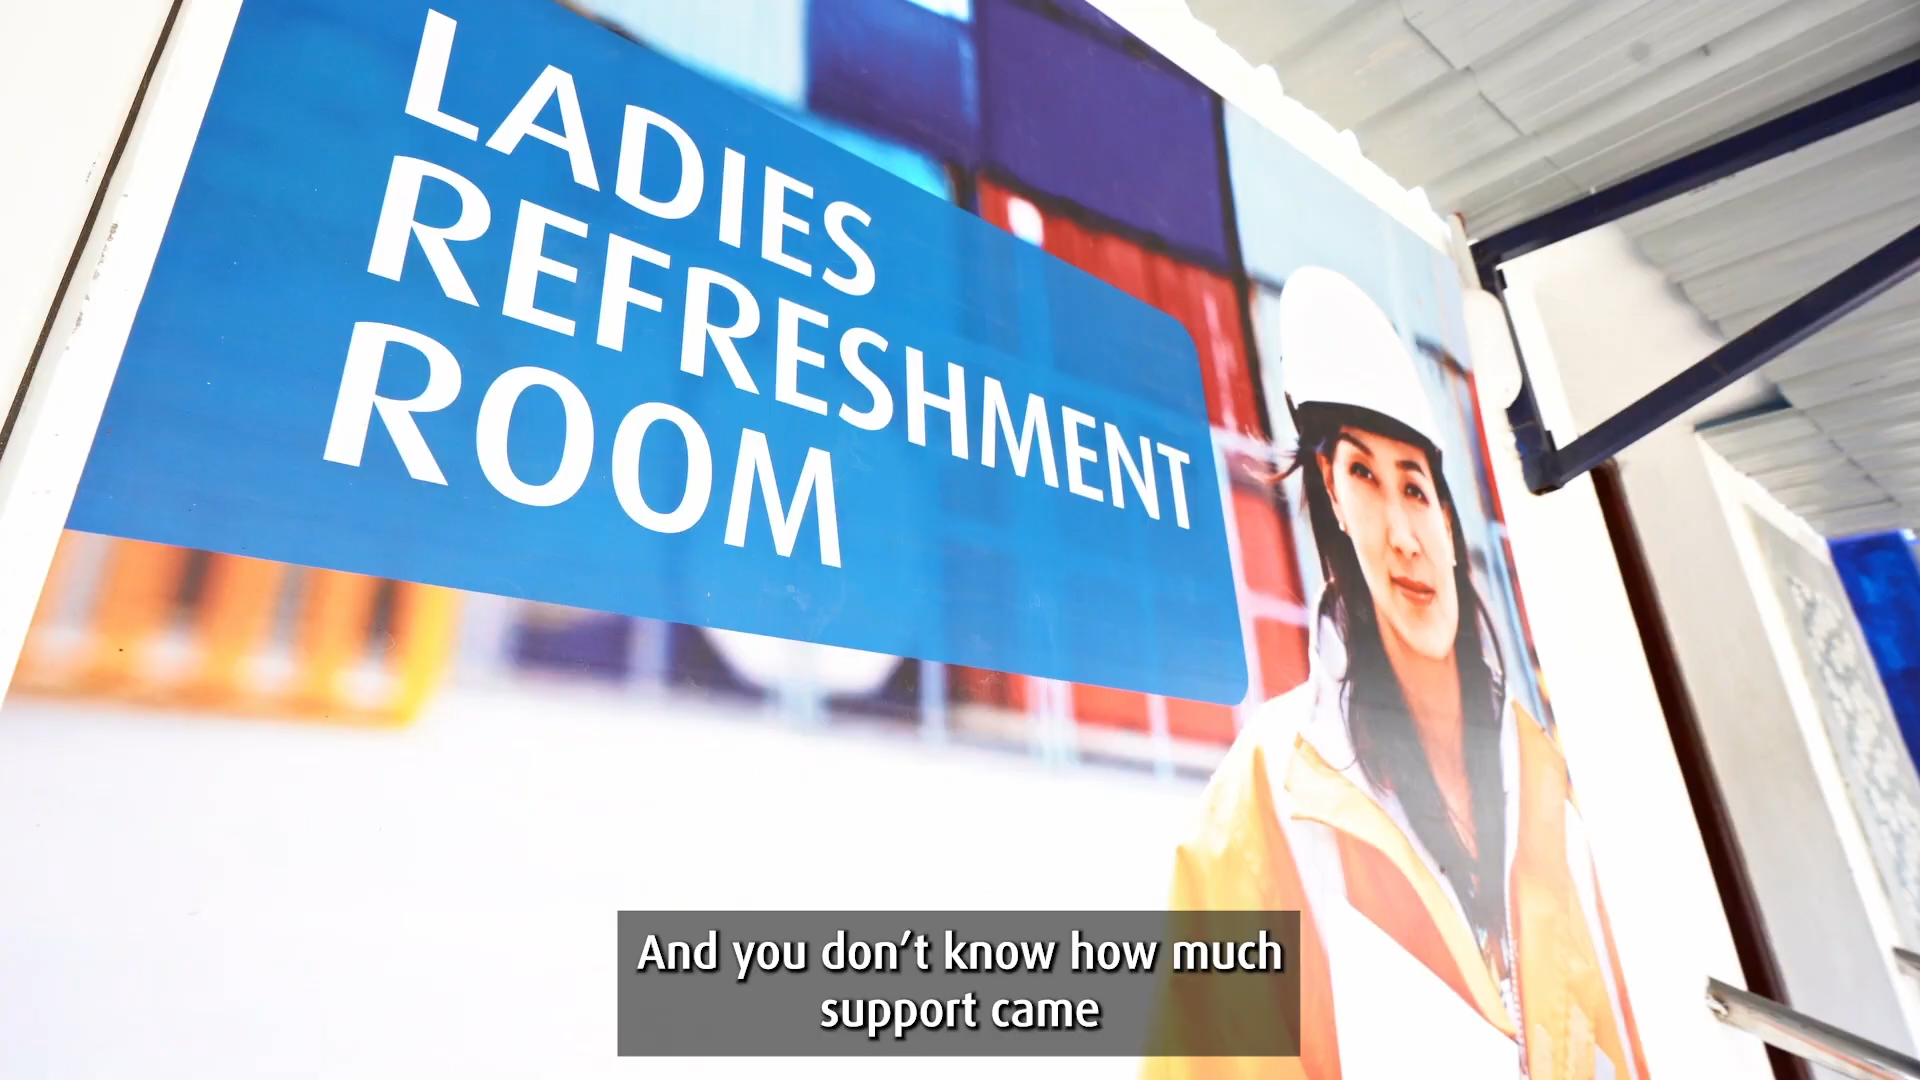 LADIES
REFRESHMENT
ROOM
And you don't know how much
support came